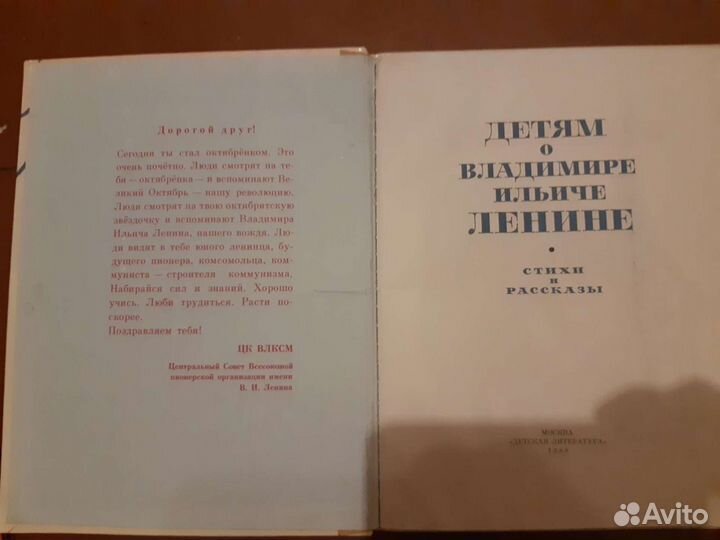 Дорогой друг!
Сегодня ты стал октябрёнком. Это
очень почётно. Люди смотрят на те-
бя — октябрёнка — и вспоминают Ве-
ликий Октябрь — нашу революцию.
Люди смотрят на твою октябрятскую
звёздочку и вспоминают Владимира
Ильича Ленина, нашего вождя. Лю-
ди видят в тебе юного ленинца, бу-
дущего пионера, комсомольца, ком-
муниста — строителя коммунизма.
Набирайся сил и знаний. Хорошо
учись. Люби трудиться. Расти по-
скорее.
Поздравляем тебя!
ЦК ВЛКСМ
Центральный Совет Всесоюзной
пионерской организации имени
В. И. Ленина
ДЕТЯМ
О
ВЛАДИМИРЕ
ИЛЬИЧЕ
ЛЕНИНЕ
СТИХИ
И
РАССКАЗЫ
МОСКВА
«ДЕТСКАЯ ЛИТЕРАТУРА»
Avito